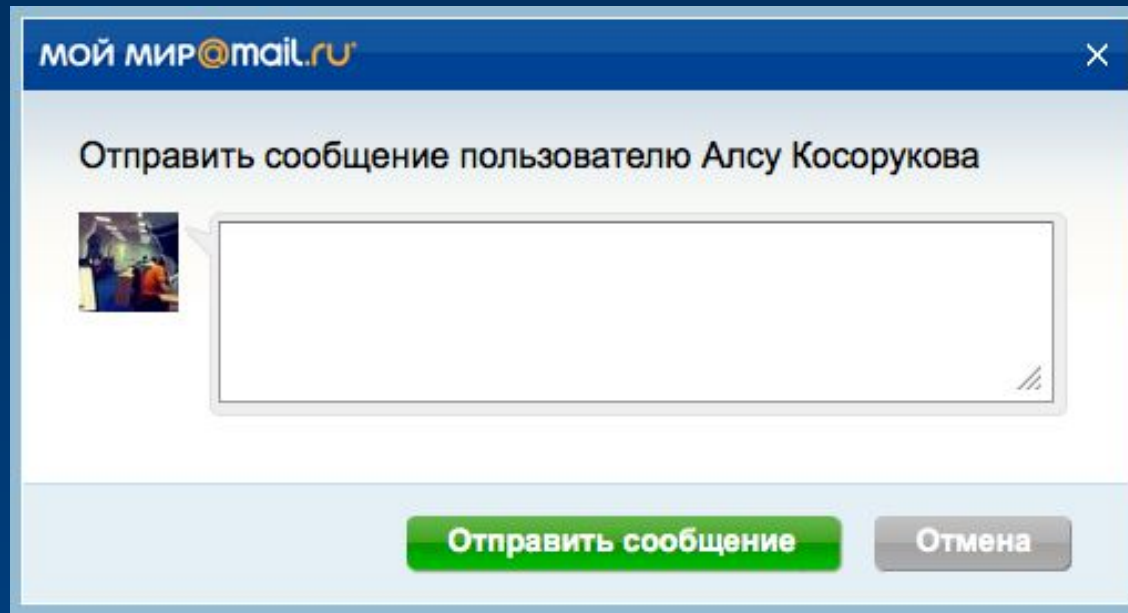 мой мир@mail.ru
Отправить сообщение пользователю Алсу Косорукова
Отправить сообщение
Отмена